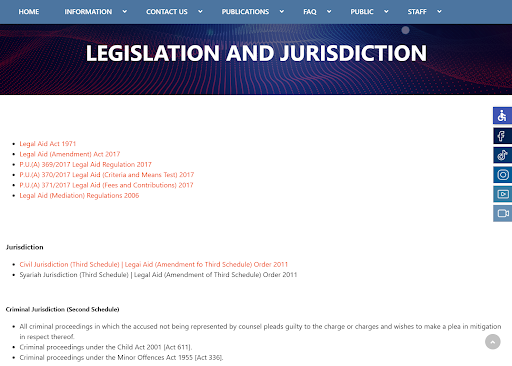 HOME INFORMATION CONTACT US PUBLICATIONS FAQ PUBLIC STAFF
LEGISLATION AND JURISDICTION
Legal Aid Act 1971
Legal Aid (Amendment) Act 2017
P.U.(A) 369/2017 Legal Aid Regulation 2017
P.U.(A) 370/2017 Legal Aid (Criteria and Means Test) 2017
P.U.(A) 371/2017 Legal Aid (Fees and Contributions) 2017
Legal Aid (Mediation) Regulations 2006
Jurisdiction
Civil Jurisdiction (Third Schedule) | Legai Aid (Amendment fo Third Schedule) Order 2011
Syariah Jurisdiction (Third Schedule) | Legal Aid (Amendment of Third Schedule) Order 2011
Criminal Jurisdiction (Second Schedule)
All criminal proceedings in which the accused not being represented by counsel pleads guilty to the charge or charges and wishes to make a plea in mitigation
in respect thereof.
Criminal proceedings under the Child Act 2001 [Act 611].
Criminal proceedings under the Minor Offences Act 1955 [Act 336].